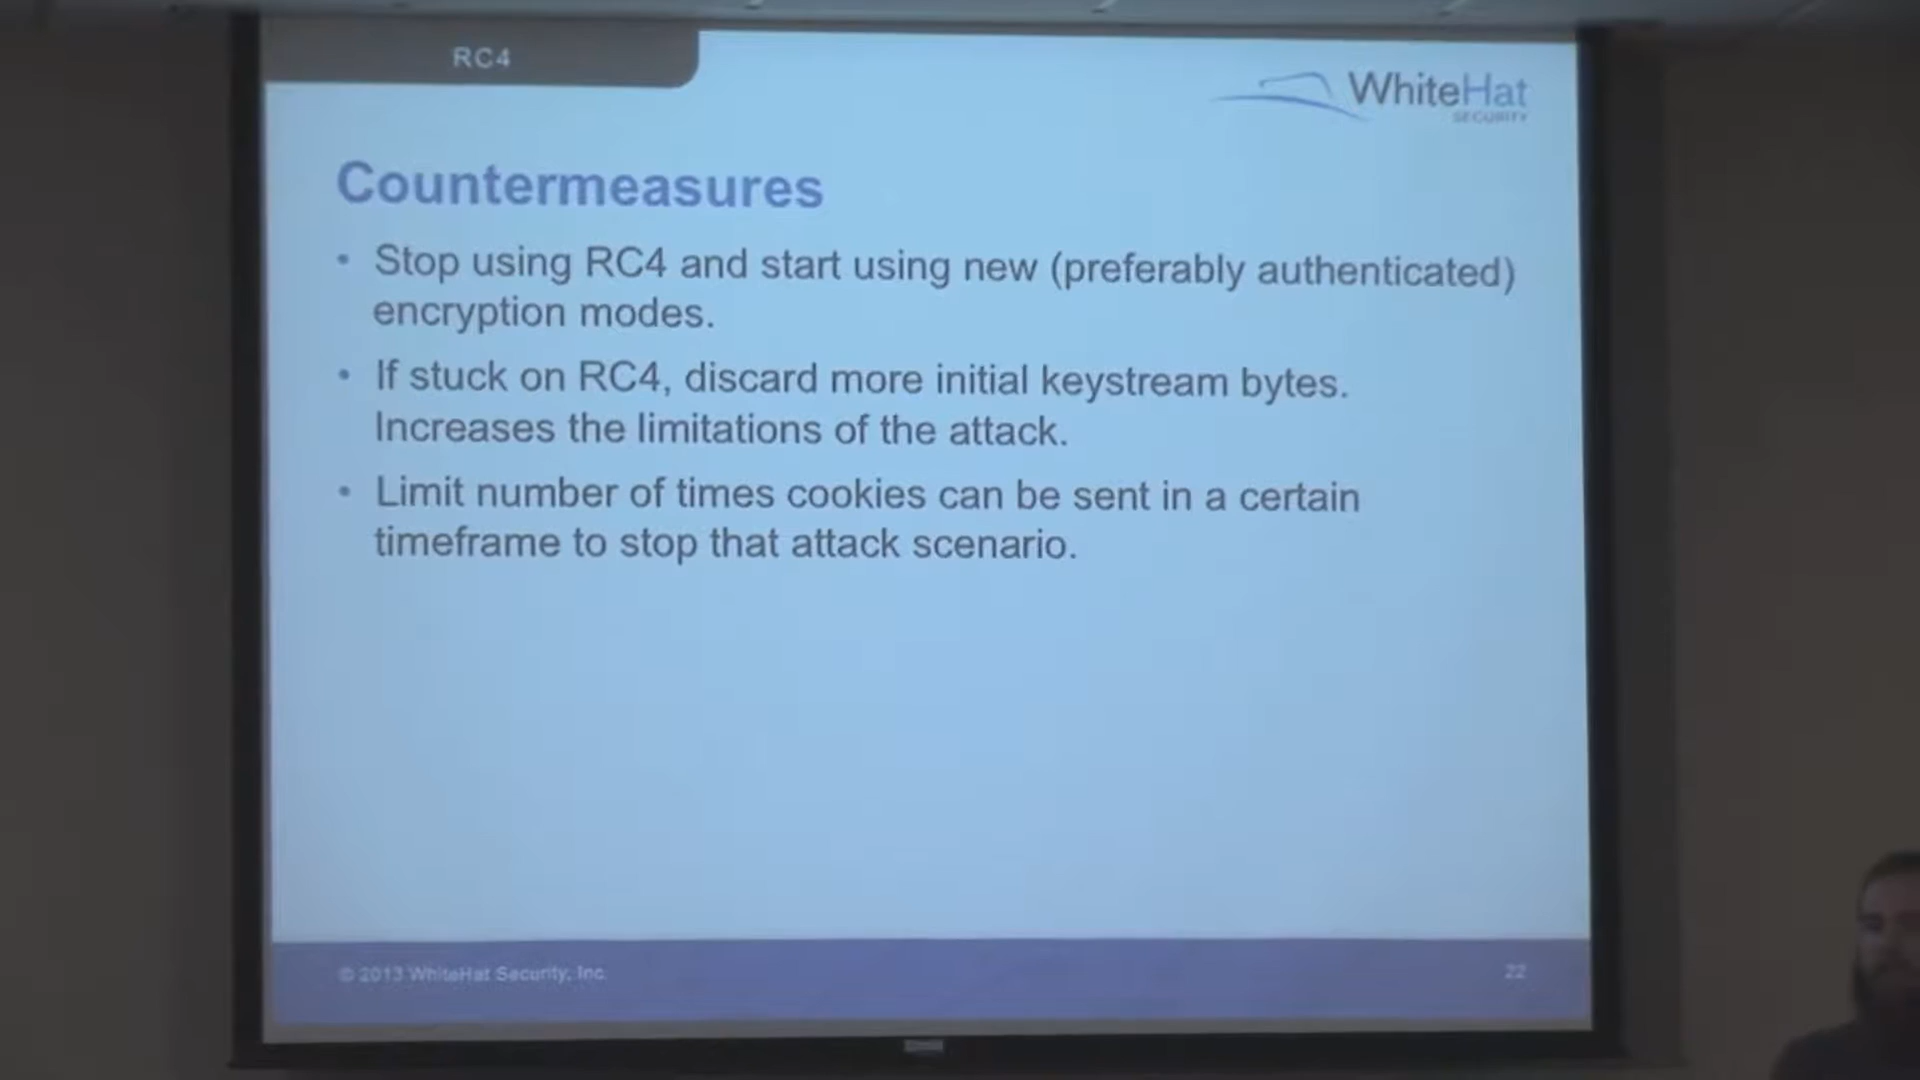 RC4
WhiteHat
SECURITY
Countermeasures
• Stop using RC4 and start using new (preferably authenticated)
encryption modes.
• If stuck on RC4, discard more initial keystream bytes.
Increases the limitations of the attack.
• Limit number of times cookies can be sent in a certain
timeframe to stop that attack scenario.
© 2013 WhiteHat Security, Inc.
22